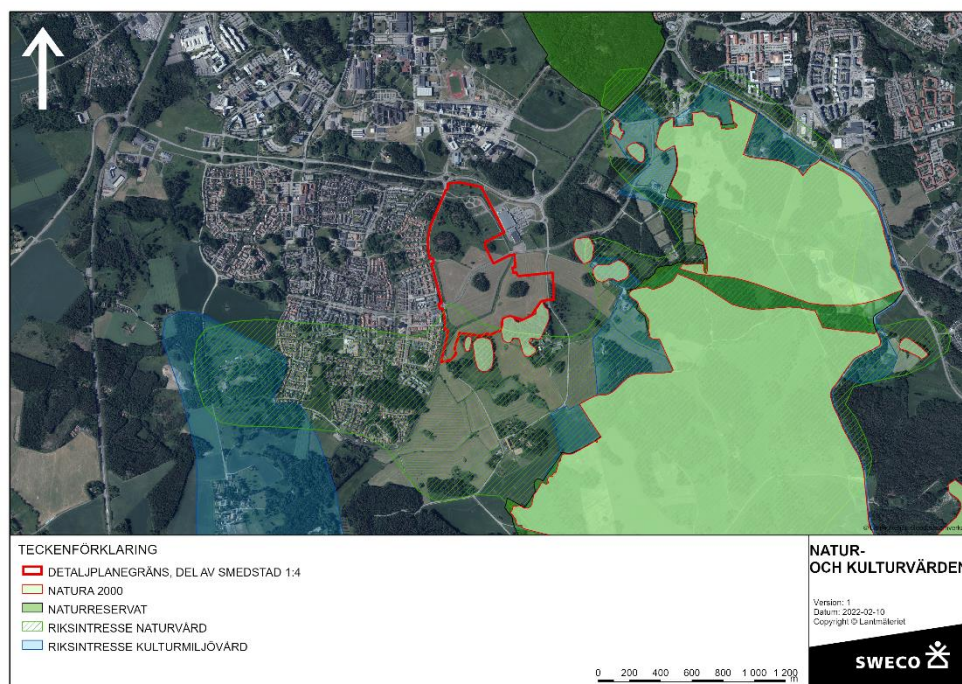 TECKENFÖRKLARING
DETALJPLANEGRÄNS, DEL AV SMEDSTAD 1:4
NATURA 2000
NATURRESERVAT
RIKSINTRESSE NATURVÅRD
RIKSINTRESSE KULTURMILJÖVÅRD
0 200 400 600 800 1 000 1 200
m
NATUR-
OCH KULTURVÄRDEN
Version: 1
Datum: 2022-02-10
Copyright © Lantmäteriet
SWECO